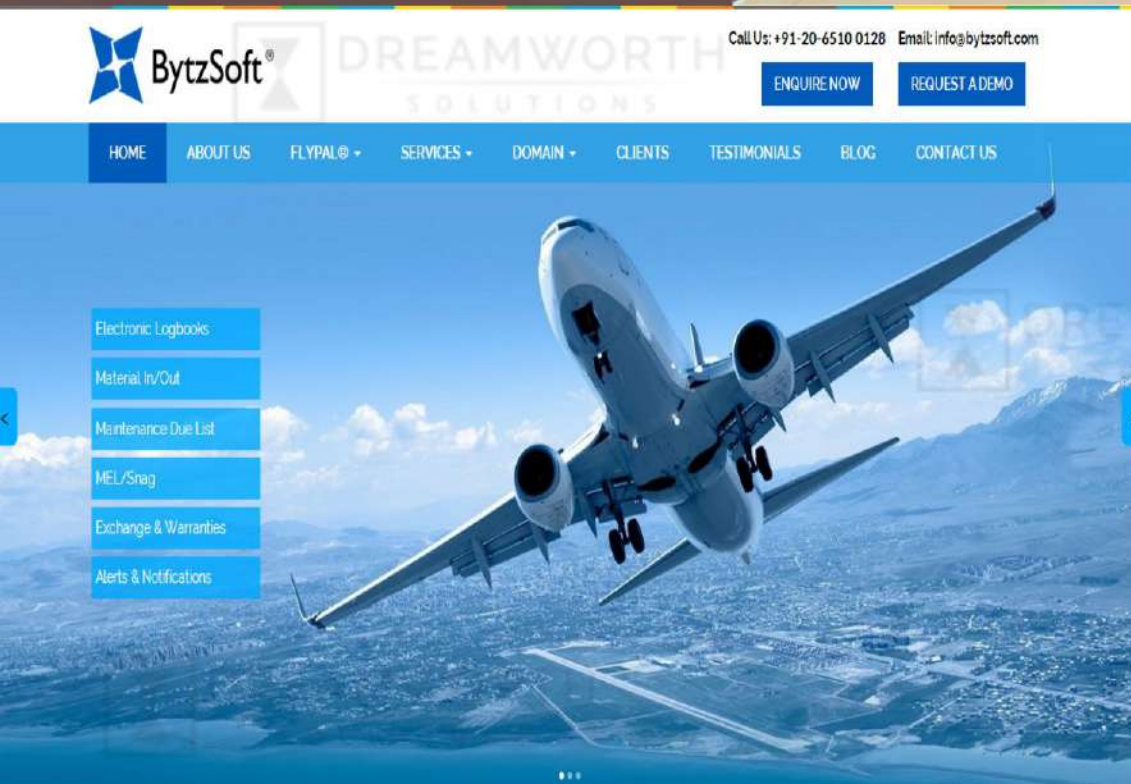 BytzSoft®
DREAMWORTH
SOLUTIONS
Call Us: +91-20-6510 0128 Email: info@bytzsoft.com
ENQUIRE NOW REQUEST A DEMO
HOME ABOUT US FLYPAL® SERVICES DOMAIN CLIENTS TESTIMONIALS BLOG CONTACT US
Electronic Logbooks
Material In/Out
Maintenance Due List
MEL/Snag
Exchange & Warranties
Alerts & Notifications
<